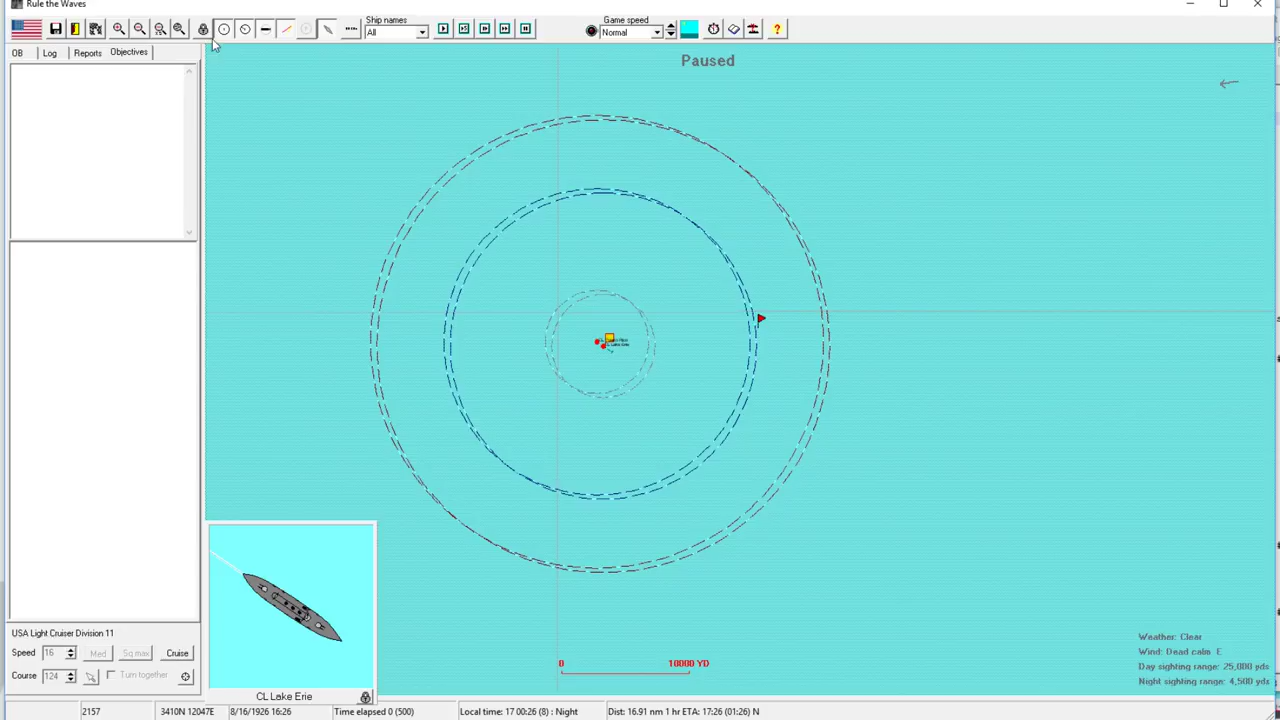 Rule the Waves
Ship names
All
Game speed
Normal
OB
Log
Reports
Objectives
Paused
CL Lake Erie
Weather: Clear
Wind: Dead calm E
Day sighting range: 25,000 yds
Night sighting range: 4,500 yds
0
10000 YD
USA Light Cruiser Division 11
Speed
16
Med
Sq max
Cruise
Course
124
Turn together
CL Lake Erie
2157
3410N 12047E
8/16/1926 16:26
Time elapsed 0 (500)
Local time: 17 00:26 (8) : Night
Dist: 16.91 nm 1 hr ETA: 17:26 (01:26) N